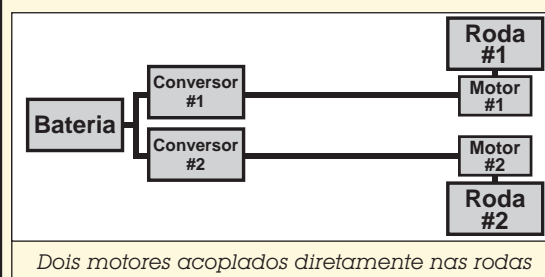 Roda
#1
Conversor
#1
Motor
#1
Bateria
Conversor
#2
Motor
#2
Roda
#2
Dois motores acoplados diretamente nas rodas